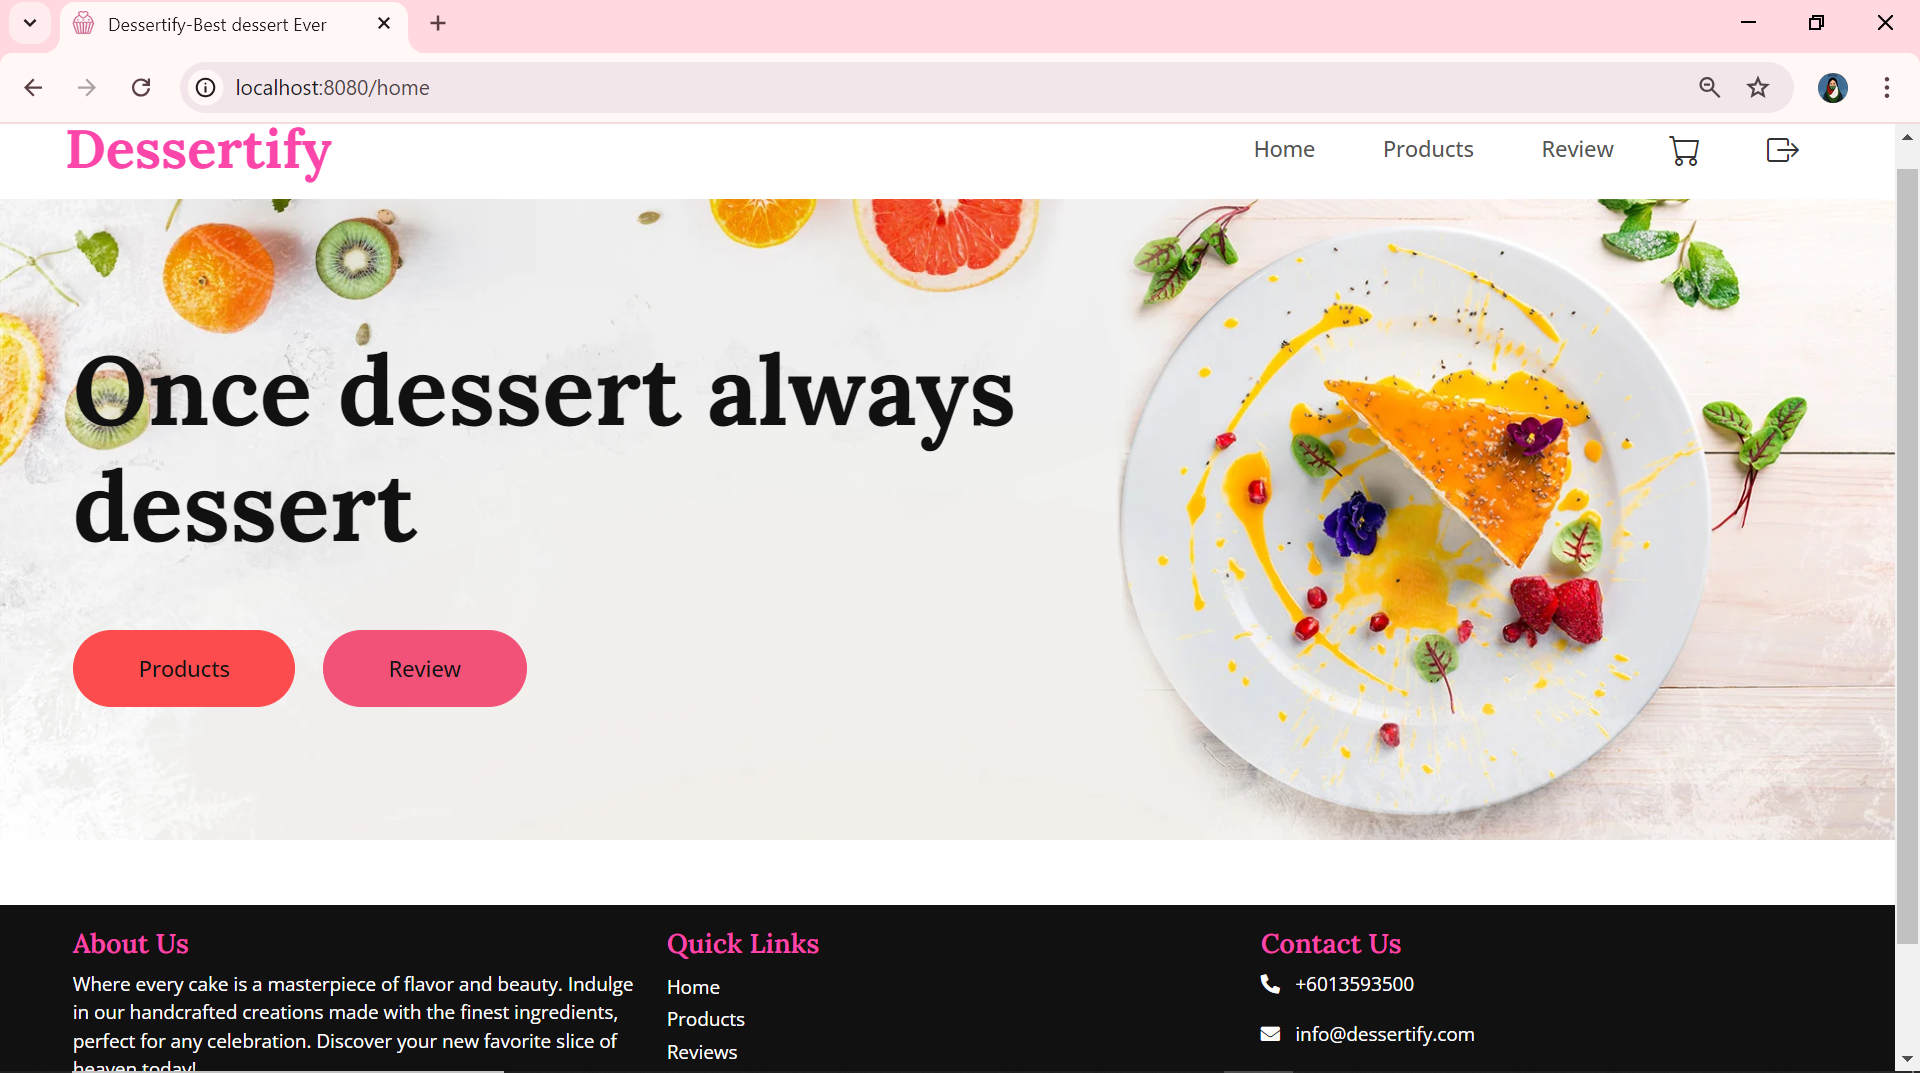 Dessertify-Best dessert Ever
localhost:8080/home
Dessertify
Home
Products
Review
Once dessert always
dessert
Products
Review
About Us
Where every cake is a masterpiece of flavor and beauty. Indulge
in our handcrafted creations made with the finest ingredients,
perfect for any celebration. Discover your new favorite slice of
heaven today!
Quick Links
Home
Products
Reviews
Contact Us
+6013593500
info@dessertify.com